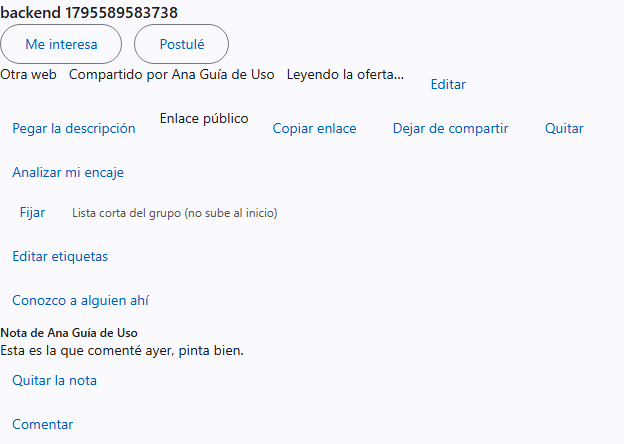 backend 1795589583738
Me interesa Postulé
Otra web Compartido por Ana Guía de Uso Leyendo la oferta... Editar
Pegar la descripción Enlace público Copiar enlace Dejar de compartir Quitar
Analizar mi encaje
Fijar Lista corta del grupo (no sube al inicio)
Editar etiquetas
Conozco a alguien ahí
Nota de Ana Guía de Uso
Esta es la que comenté ayer, pinta bien.
Quitar la nota
Comentar